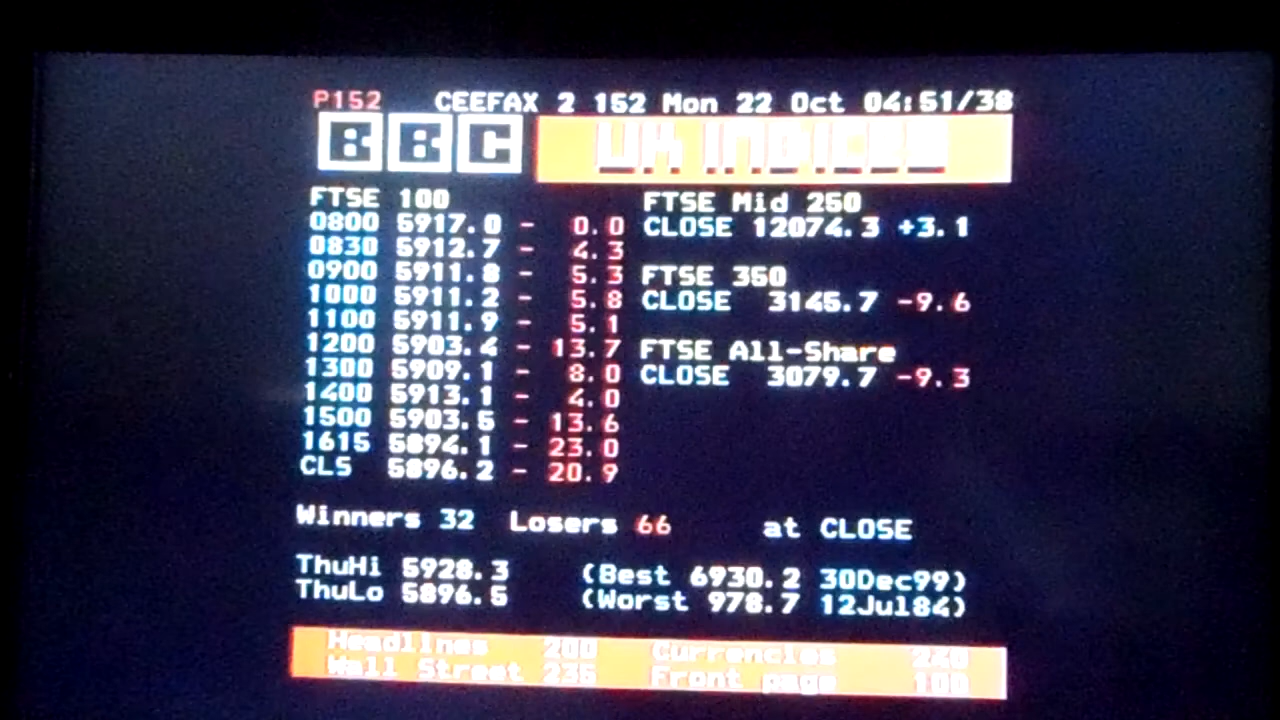 P152 CEEFAX 2 152 Mon 22 Oct 04:51/38
BBC UK INDICES
FTSE 100
0800 5917.0 - 0.0
0830 5912.7 - 4.3
0900 5911.8 - 5.3
1000 5911.2 - 5.8
1100 5911.9 - 5.1
1200 5903.4 - 13.7
1300 5909.1 - 8.0
1400 5913.1 - 4.0
1500 5903.5 - 13.6
1615 5894.1 - 23.0
CLS 5896.2 - 20.9
FTSE Mid 250
CLOSE 12074.3 +3.1
FTSE 350
CLOSE 3145.7 -9.6
FTSE All-Share
CLOSE 3079.7 -9.3
Winners 32 Losers 66 at CLOSE
ThuHi 5928.3 (Best 6930.2 30Dec99)
ThuLo 5896.5 (Worst 978.7 12Jul84)
Headlines 200 Currencies 240
Wall Street 235 Front page 100